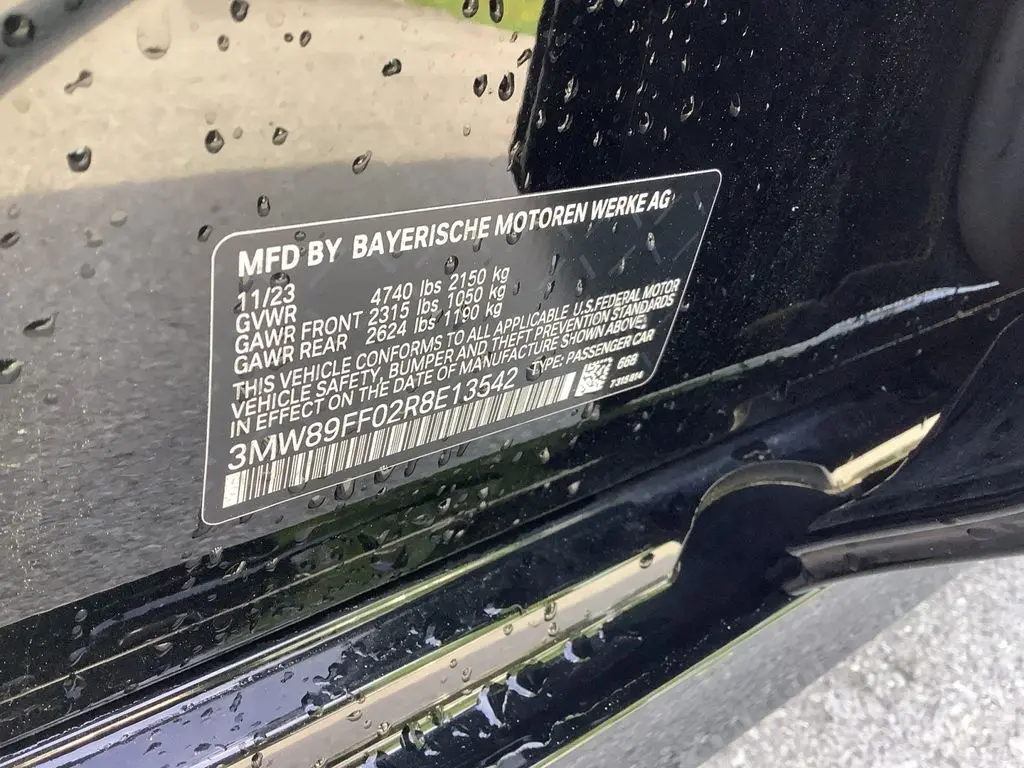 MFD BY BAYERISCHE MOTOREN WERKE AG
11/23
GVWR 4740 lbs 2150 kg
GAWR FRONT 2315 lbs 1050 kg
GAWR REAR 2624 lbs 1190 kg
THIS VEHICLE CONFORMS TO ALL APPLICABLE U.S. FEDERAL MOTOR
VEHICLE SAFETY, BUMPER AND THEFT PREVENTION STANDARDS
IN EFFECT ON THE DATE OF MANUFACTURE SHOWN ABOVE.
3MW89FF02R8E13542 TYPE: PASSENGER CAR
668
7315814